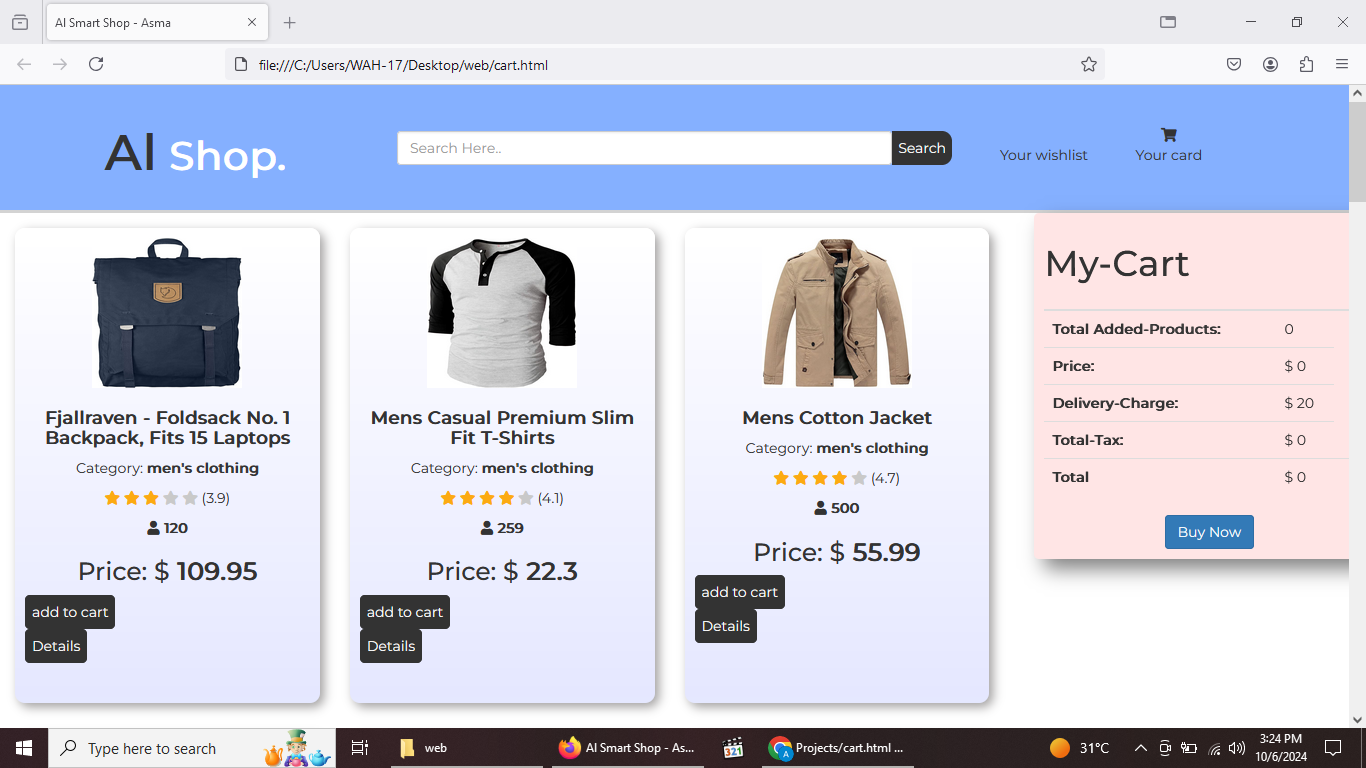 AI Smart Shop - Asma
file:///C:/Users/WAH-17/Desktop/web/cart.html
AI Shop.
Search Here..
Search
Your wishlist
Your card
Fjallraven - Foldsack No. 1
Backpack, Fits 15 Laptops
Category: men's clothing
(3.9)
120
Price: $ 109.95
add to cart
Details
Mens Casual Premium Slim
Fit T-Shirts
Category: men's clothing
(4.1)
259
Price: $ 22.3
add to cart
Details
Mens Cotton Jacket
Category: men's clothing
(4.7)
500
Price: $ 55.99
add to cart
Details
My-Cart
Total Added-Products: 0
Price: $ 0
Delivery-Charge: $ 20
Total-Tax: $ 0
Total $ 0
Buy Now
Type here to search
web
AI Smart Shop - As...
321
A
Projects/cart.html ...
31°C
3:24 PM
10/6/2024